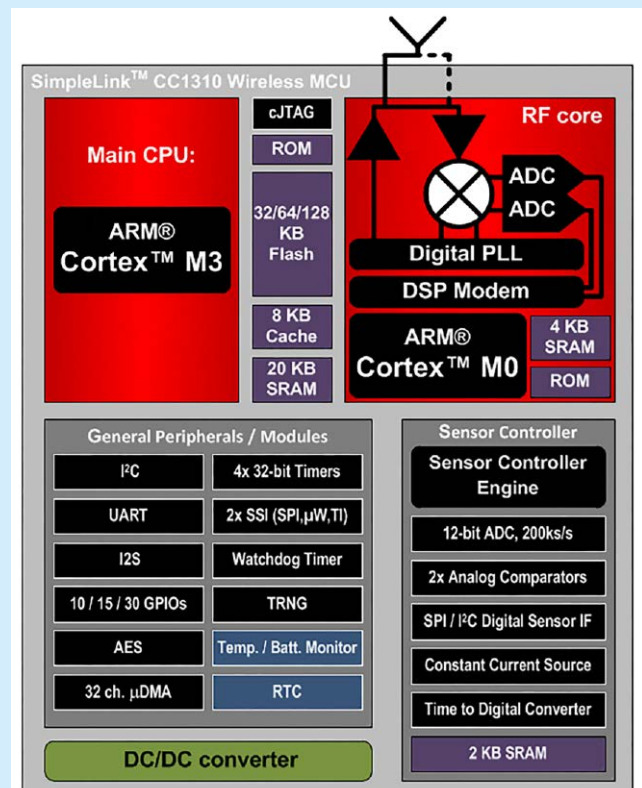 SimpleLink™ CC1310 Wireless MCU
Main CPU:
ARM®
Cortex™ M3
cJTAG
ROM
32/64/128
KB
Flash
8 KB
Cache
20 KB
SRAM
RF core
ADC
ADC
Digital PLL
DSP Modem
ARM®
Cortex™ M0
4 KB
SRAM
ROM
General Peripherals / Modules
I²C
4x 32-bit Timers
UART
2x SSI (SPI,µW,TI)
I2S
Watchdog Timer
10 / 15 / 30 GPIOs
TRNG
AES
Temp. / Batt. Monitor
32 ch. µDMA
RTC
Sensor Controller
Sensor Controller
Engine
12-bit ADC, 200ks/s
2x Analog Comparators
SPI / I²C Digital Sensor IF
Constant Current Source
Time to Digital Converter
2 KB SRAM
DC/DC converter